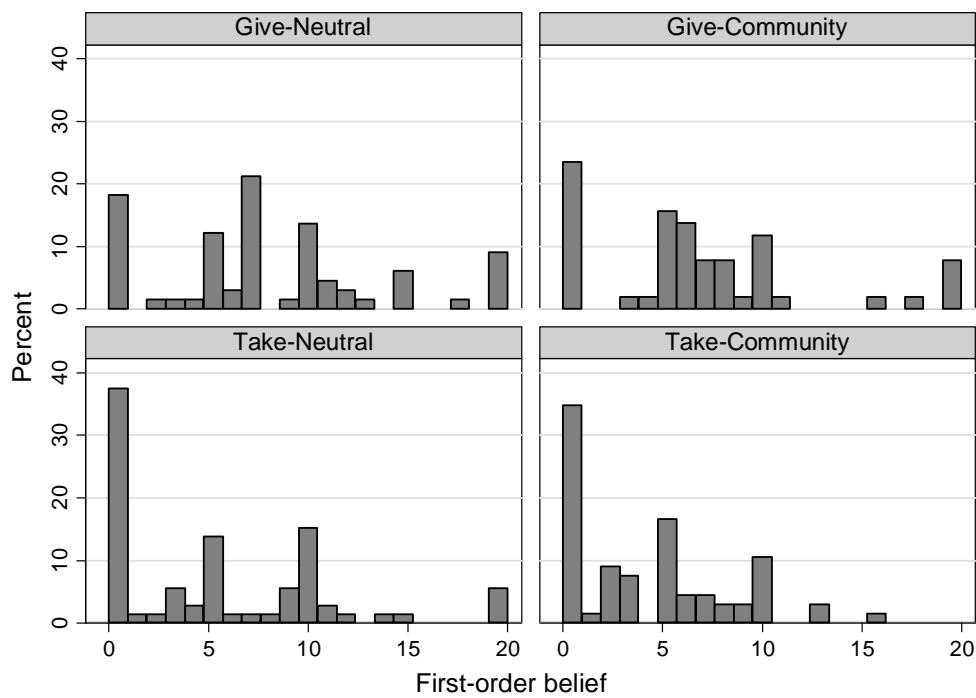 Give-Neutral
Give-Community
40
30
20
10
0
Take-Neutral
Take-Community
40
30
20
10
0
Percent
0 5 10 15 20
0 5 10 15 20
First-order belief